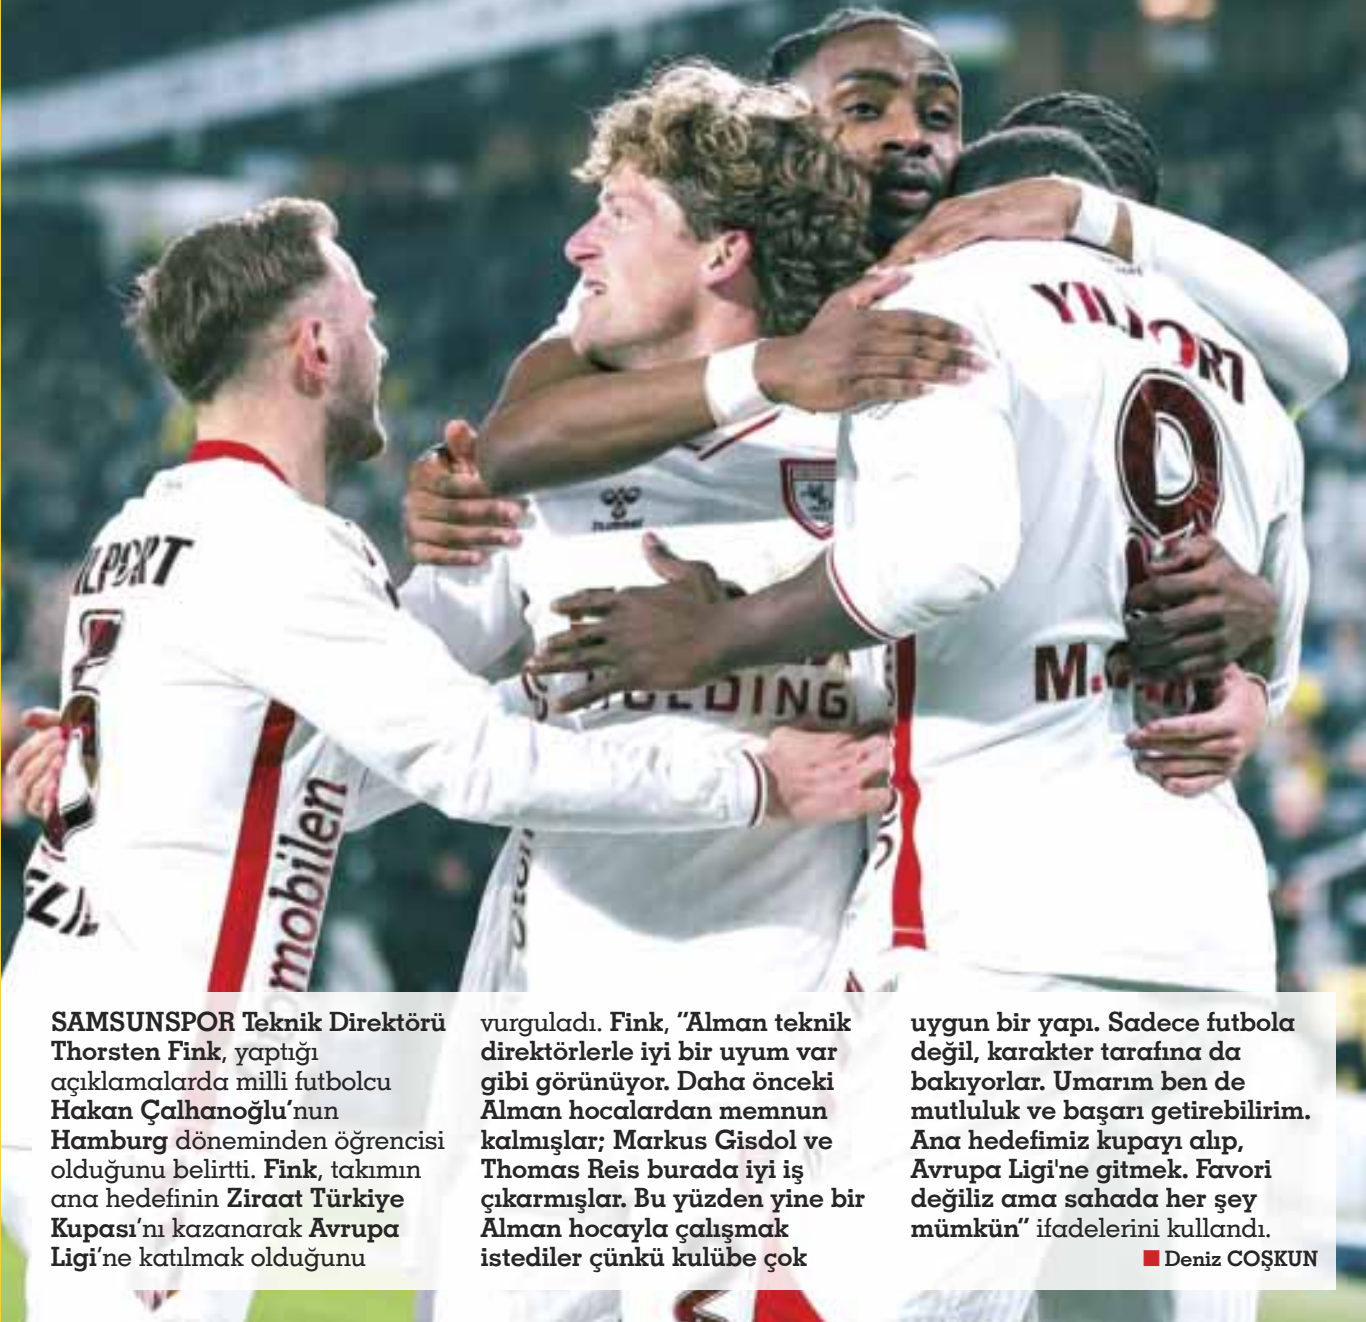 YILPORT
hummel
HOLDING
mobilen
SAMSUNSPOR Teknik Direktörü
Thorsten Fink, yaptığı
açıklamalarda milli futbolcu
Hakan Çalhanoğlu’nun
Hamburg döneminden öğrencisi
olduğunu belirtti. Fink, takımın
ana hedefinin Ziraat Türkiye
Kupası’nı kazanarak Avrupa
Ligi’ne katılmak olduğunu
vurguladı. Fink, ”Alman teknik
direktörlerle iyi bir uyum var
gibi görünüyor. Daha önceki
Alman hocalardan memnun
kalmışlar; Markus Gisdol ve
Thomas Reis burada iyi iş
çıkarmışlar. Bu yüzden yine bir
Alman hocayla çalışmak
istediler çünkü kulübe çok
uygun bir yapı. Sadece futbola
değil, karakter tarafına da
bakıyorlar. Umarım ben de
mutluluk ve başarı getirebilirim.
Ana hedefimiz kupayı alıp,
Avrupa Ligi'ne gitmek. Favori
değiliz ama sahada her şey
mümkün” ifadelerini kullandı.
Deniz COŞKUN